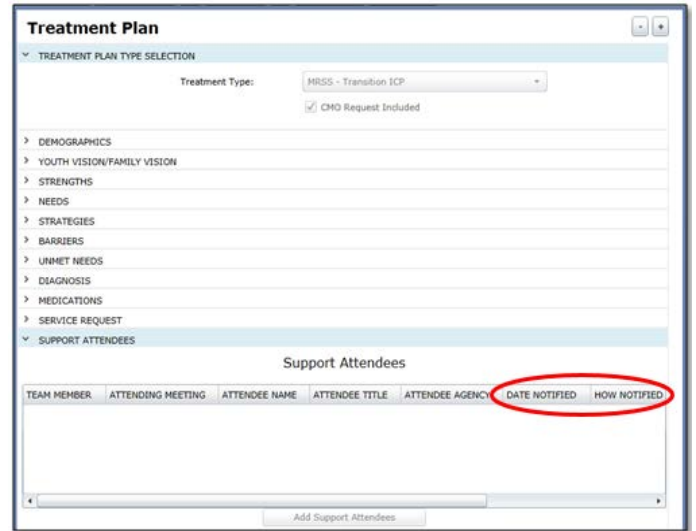 Treatment Plan
- +
TREATMENT PLAN TYPE SELECTION
Treatment Type: MRSS - Transition ICP
CMO Request Included
DEMOGRAPHICS
YOUTH VISION/FAMILY VISION
STRENGTHS
NEEDS
STRATEGIES
BARRIERS
UNMET NEEDS
DIAGNOSIS
MEDICATIONS
SERVICE REQUEST
SUPPORT ATTENDEES
Support Attendees
TEAM MEMBER ATTENDING MEETING ATTENDEE NAME ATTENDEE TITLE ATTENDEE AGENCY DATE NOTIFIED HOW NOTIFIED
Add Support Attendees